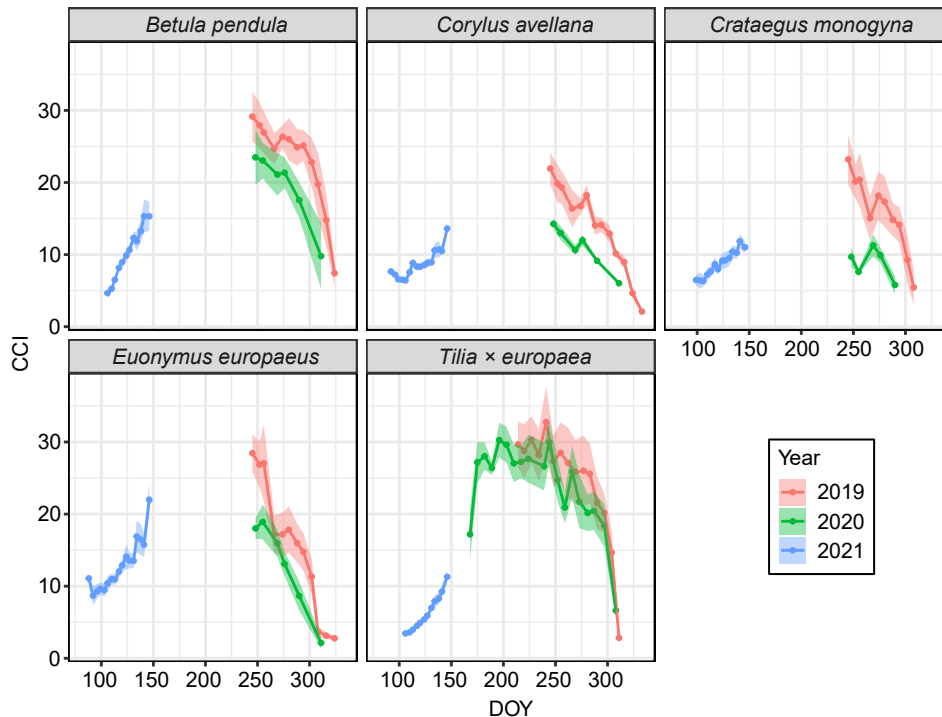 Betula pendula
Corylus avellana
Crataegus monogyna
30
20
10
0
100 150 200 250 300
CCI
Euonymus europaeus
Tilia × europaea
30
20
10
0
100 150 200 250 300
100 150 200 250 300
DOY
Year
2019
2020
2021